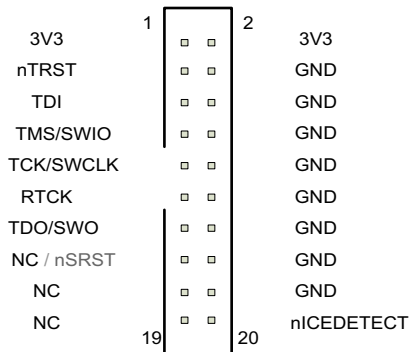 1 2
3V3 3V3
nTRST GND
TDI GND
TMS/SWIO GND
TCK/SWCLK GND
RTCK GND
TDO/SWO GND
NC / nSRST GND
NC GND
NC nICEDETECT
19 20